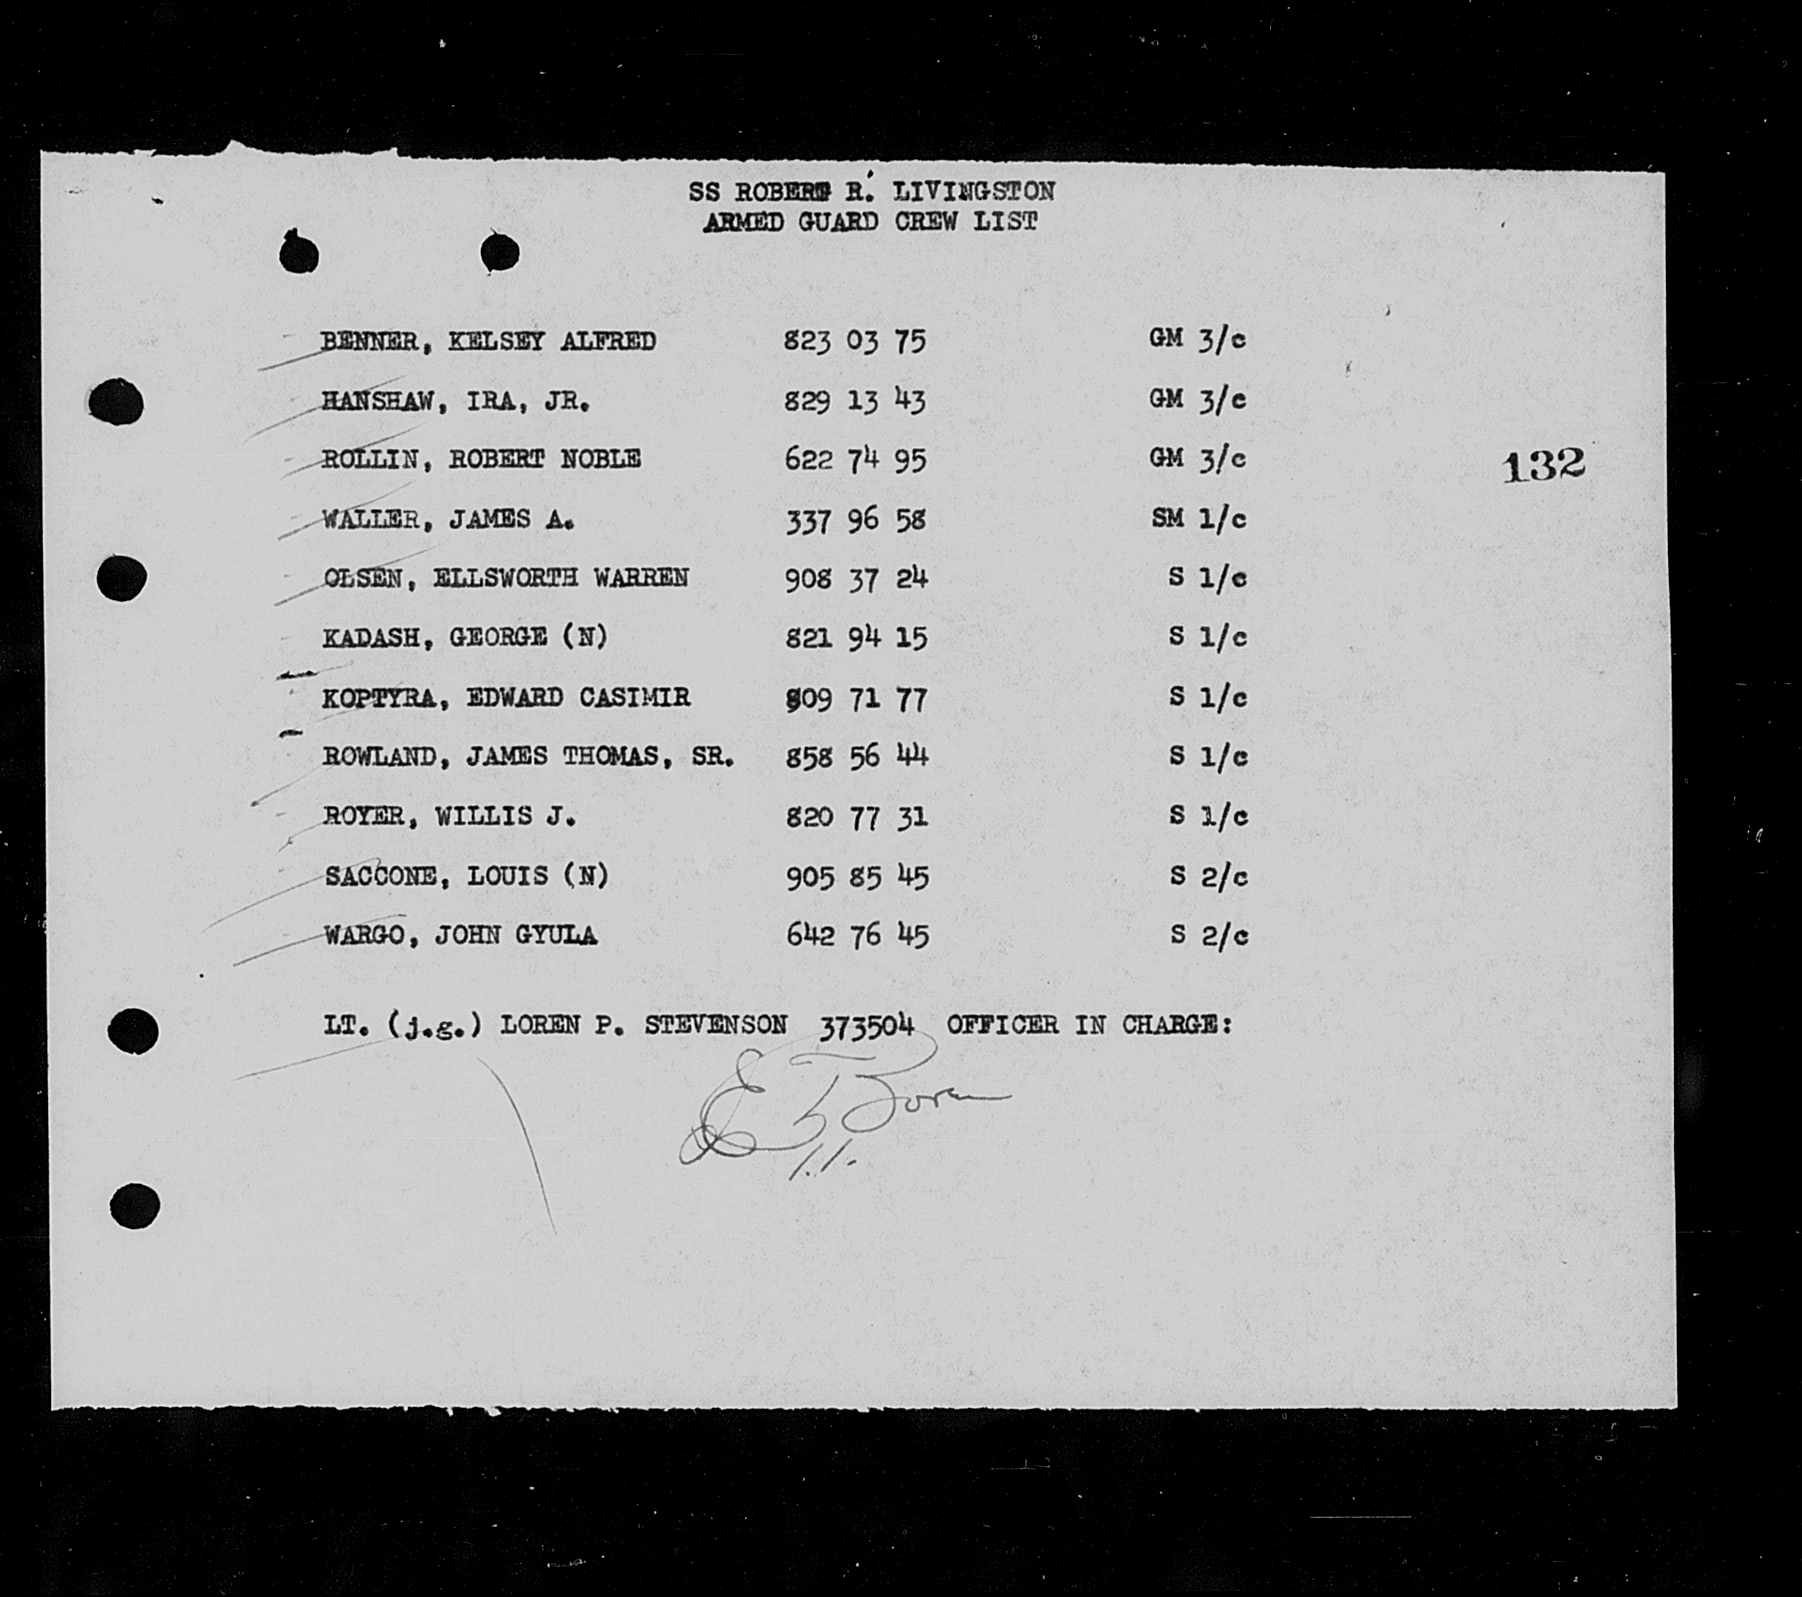 SS ROBERT R. LIVINGSTON
ARMED GUARD CREW LIST
BENNER, KELSEY ALFRED 823 03 75 GM 3/c
HANSHAW, IRA, JR. 829 13 43 GM 3/c
ROLLIN, ROBERT NOBLE 622 74 95 GM 3/c
132
WALLER, JAMES A. 337 96 58 SM 1/c
OLSEN, ELLSWORTH WARREN 908 37 24 S 1/c
KADASH, GEORGE (N) 821 94 15 S 1/c
KOPTYRA, EDWARD CASIMIR 809 71 77 S 1/c
ROWLAND, JAMES THOMAS, SR. 858 56 44 S 1/c
ROYER, WILLIS J. 820 77 31 S 1/c
SACCONE, LOUIS (N) 905 85 45 S 2/c
WARGO, JOHN GYULA 642 76 45 S 2/c
LT. (j.g.) LOREN P. STEVENSON 373504 OFFICER IN CHARGE: